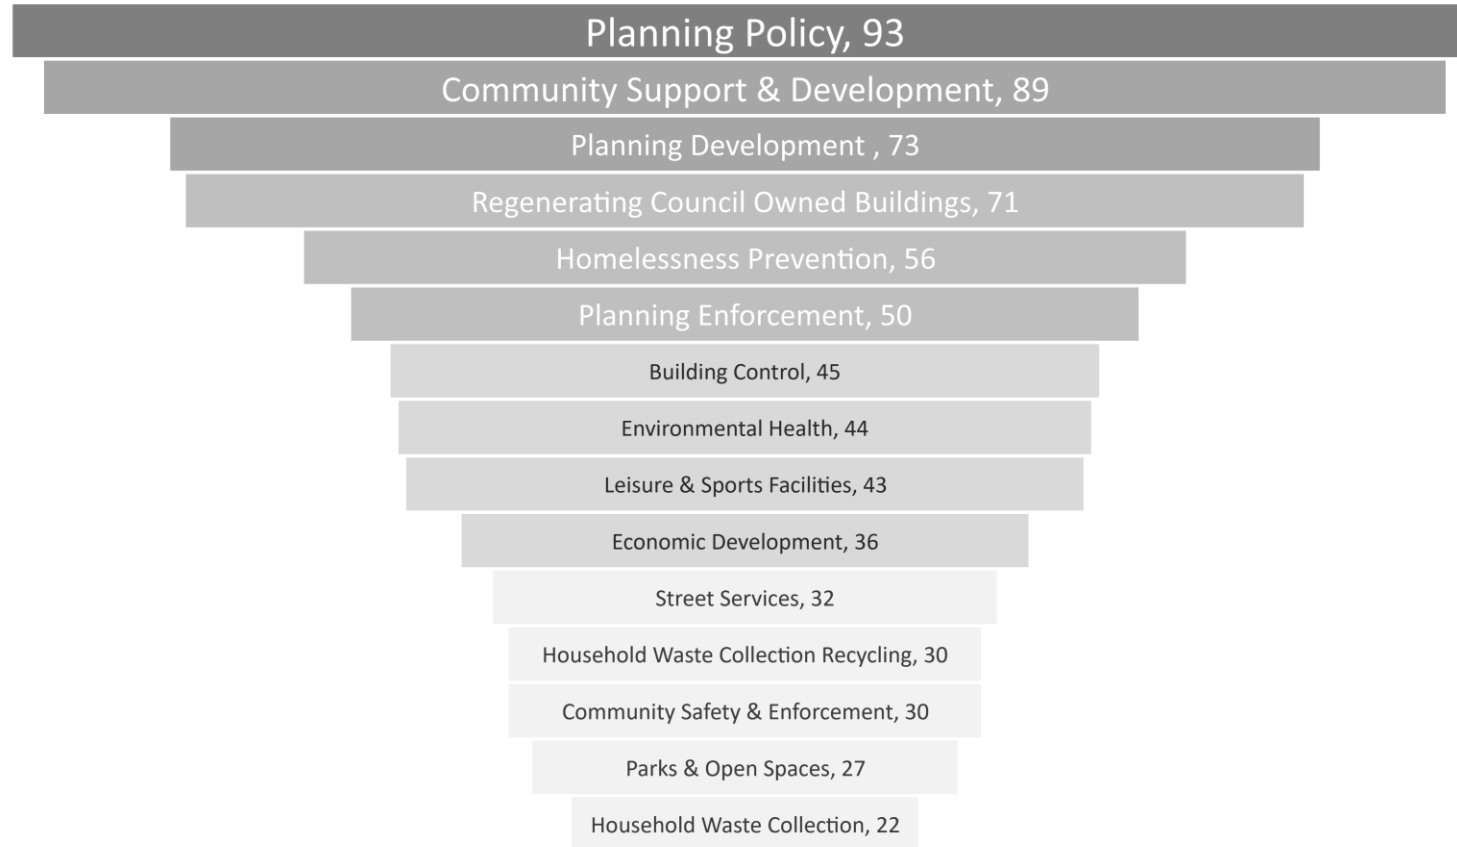 Planning Policy, 93
Community Support & Development, 89
Planning Development , 73
Regenerating Council Owned Buildings, 71
Homelessness Prevention, 56
Planning Enforcement, 50
Building Control, 45
Environmental Health, 44
Leisure & Sports Facilities, 43
Economic Development, 36
Street Services, 32
Household Waste Collection Recycling, 30
Community Safety & Enforcement, 30
Parks & Open Spaces, 27
Household Waste Collection, 22